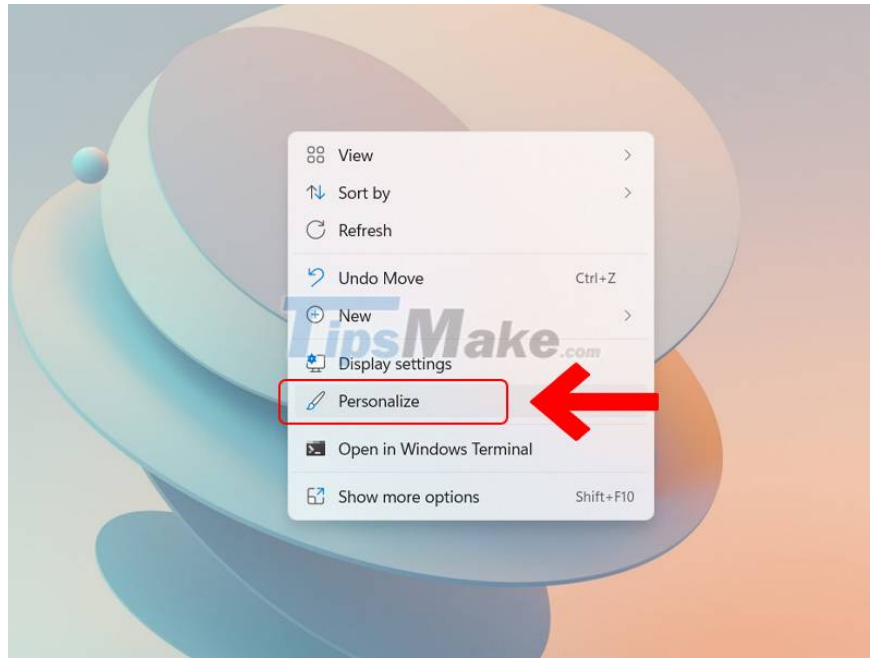 View
Sort by
Refresh
Undo Move Ctrl+Z
New
TipsMake.com
Display settings
Personalize
Open in Windows Terminal
Show more options Shift+F10